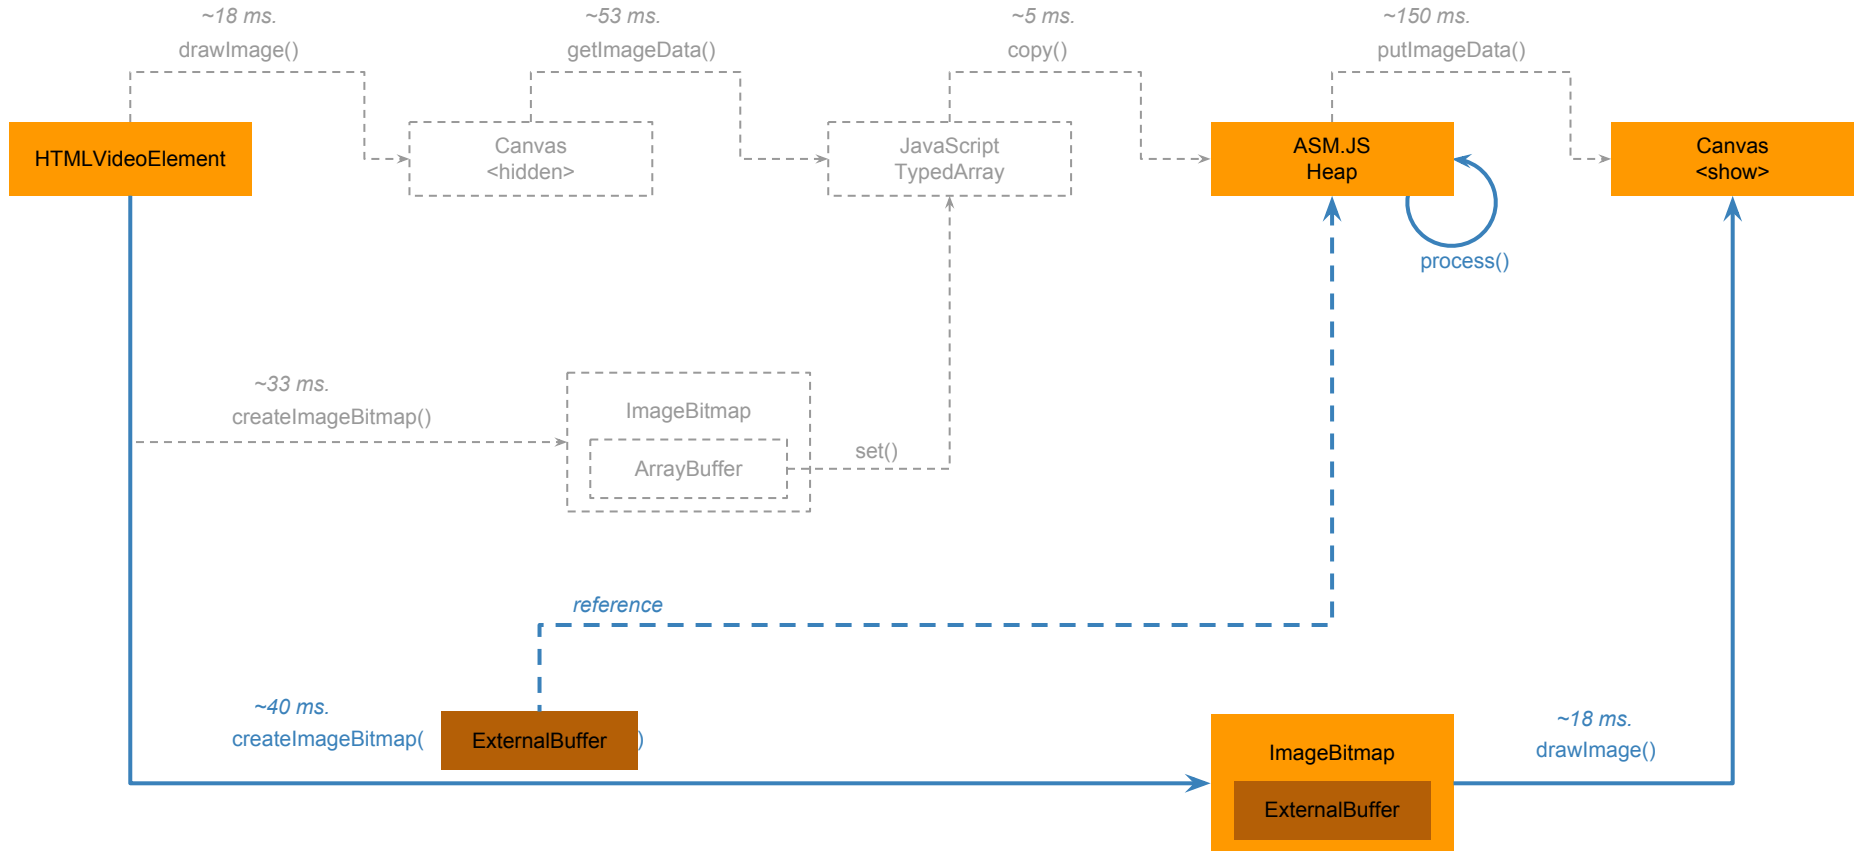 ~18 ms.
~53 ms.
~5 ms.
~150 ms.
drawImage()
getImageData()
copy()
putImageData()
HTMLVideoElement
Canvas
<hidden>
JavaScript
TypedArray
ASM.JS
Heap
Canvas
<show>
process()
~33 ms.
createImageBitmap()
ImageBitmap
ArrayBuffer
set()
reference
~40 ms.
createImageBitmap( ExternalBuffer )
~18 ms.
drawImage()
ImageBitmap
ExternalBuffer